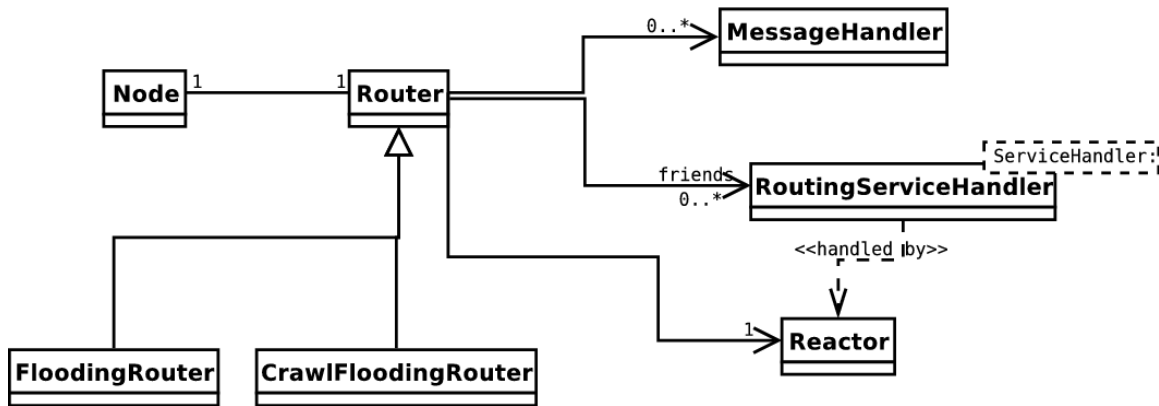 0..*
MessageHandler
Node
1
1
Router
ServiceHandler:
friends
0..*
RoutingServiceHandler
<<handled by>>
1
Reactor
FloodingRouter
CrawlFloodingRouter